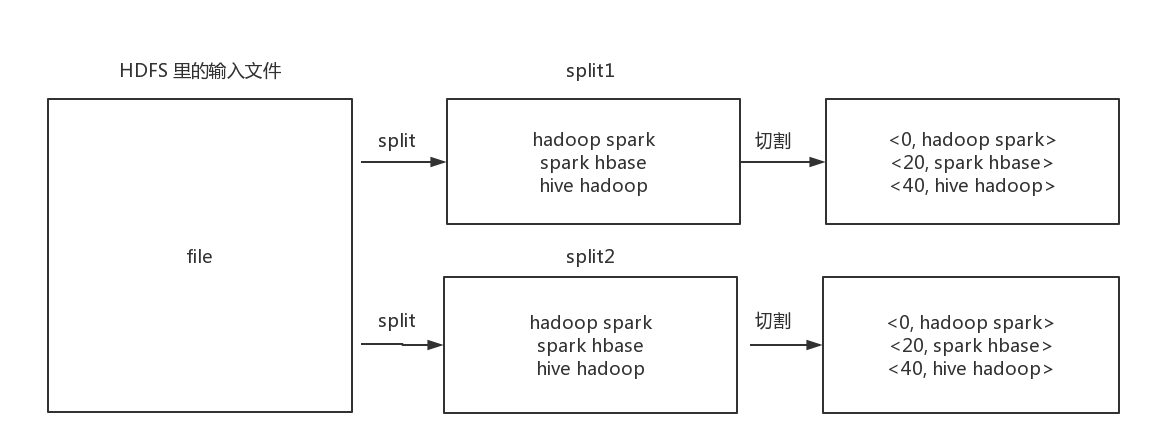 HDFS 里的输入文件
file
split
split1
hadoop spark
spark hbase
hive hadoop
切割
<0, hadoop spark>
<20, spark hbase>
<40, hive hadoop>
split
split2
hadoop spark
spark hbase
hive hadoop
切割
<0, hadoop spark>
<20, spark hbase>
<40, hive hadoop>